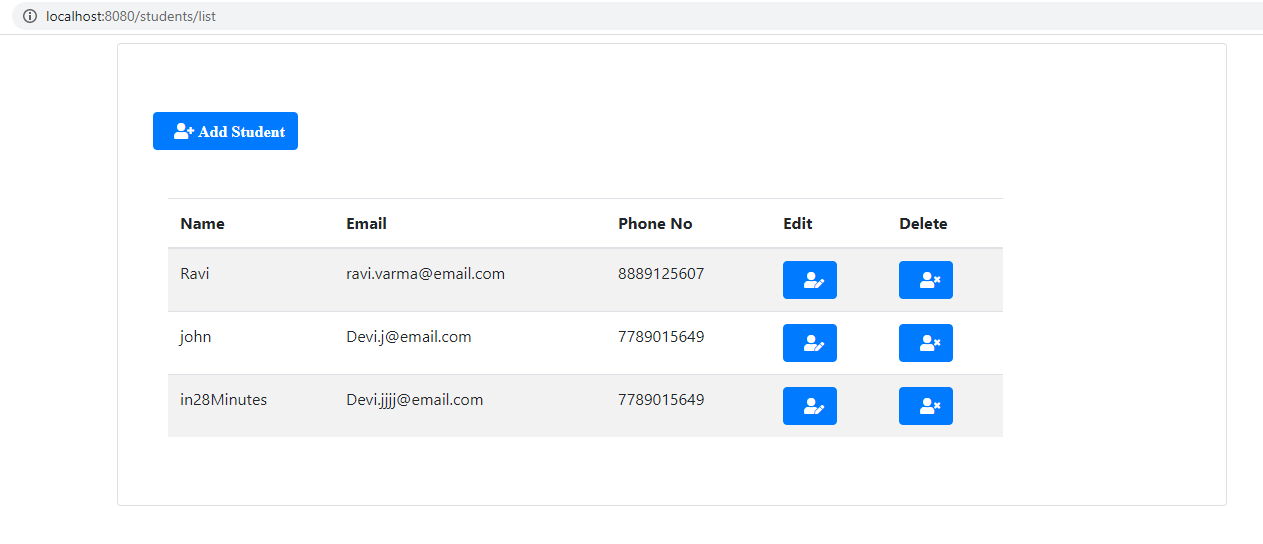 localhost:8080/students/list
Add Student
Name Email Phone No Edit Delete
Ravi ravi.varma@email.com 8889125607
john Devi.j@email.com 7789015649
in28Minutes Devi.jjjj@email.com 7789015649